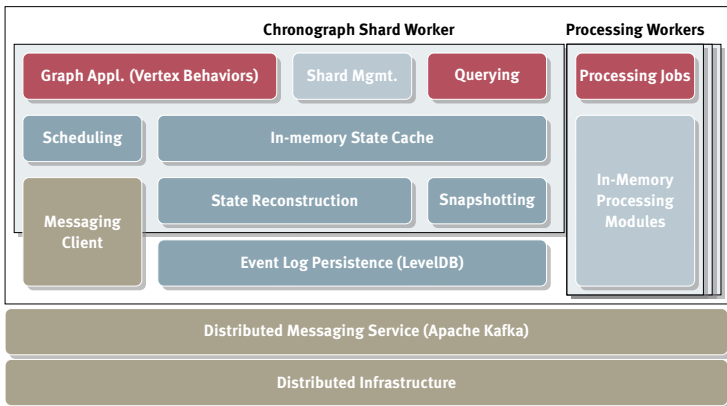 Chronograph Shard Worker
Processing Workers
Graph Appl. (Vertex Behaviors)
Shard Mgmt.
Querying
Processing Jobs
Scheduling
In-memory State Cache
In-Memory
Processing
Modules
Messaging
Client
State Reconstruction
Snapshotting
Event Log Persistence (LevelDB)
Distributed Messaging Service (Apache Kafka)
Distributed Infrastructure